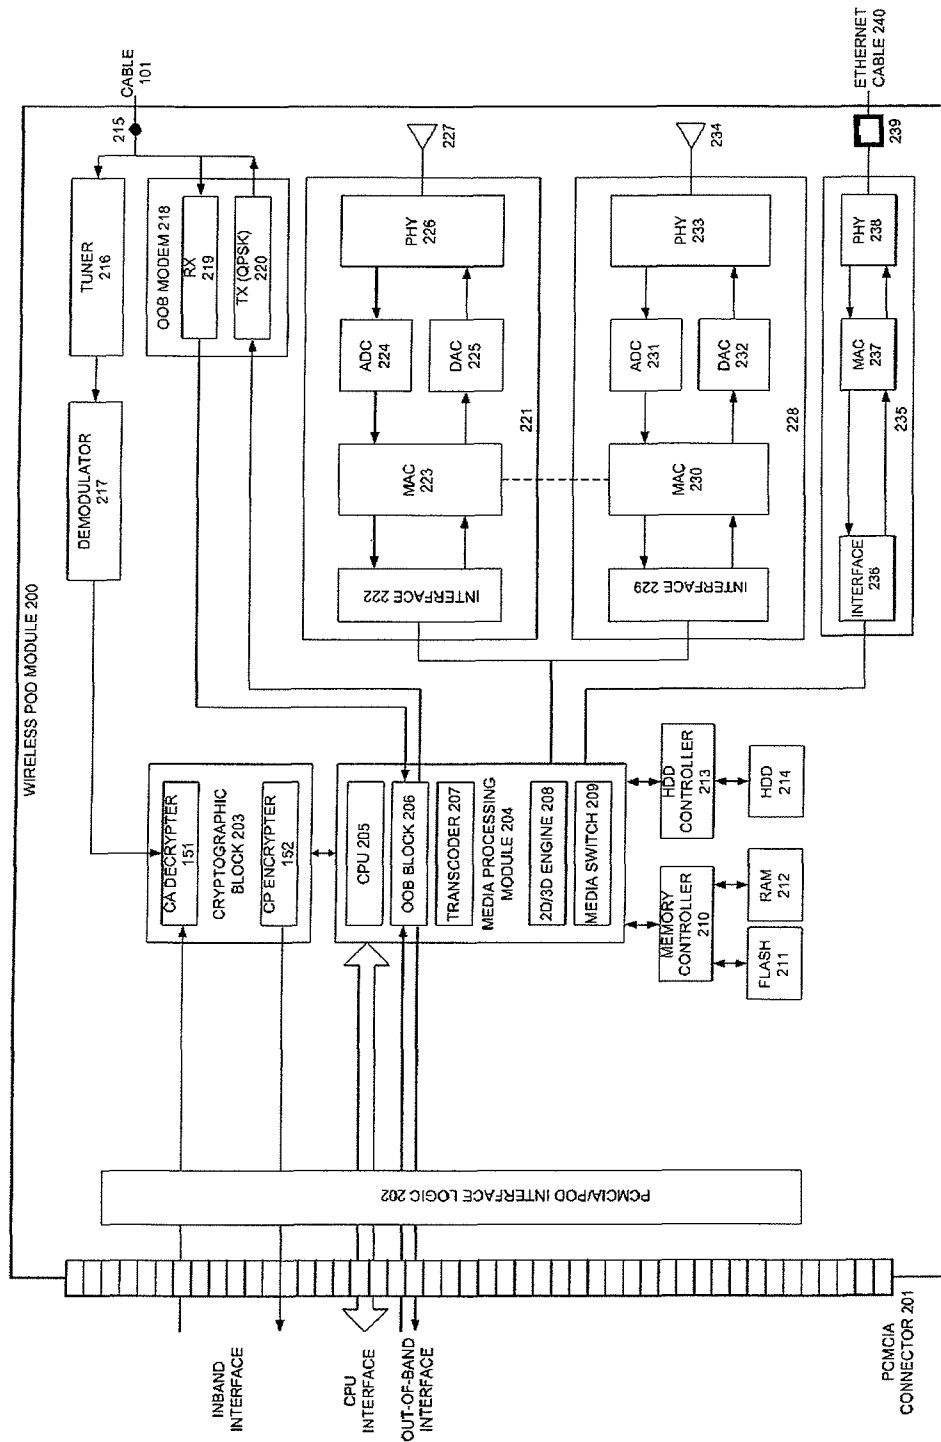 WIRELESS POD MODULE 200
CABLE
101
215
TUNER
216
DEMODULATOR
217
OOB MODEM 218
RX
219
TX (QPSK)
220
CA DECRYPTER
151
CRYPTOGRAPHIC
BLOCK 203
CP ENCRYPTER
152
INBAND
INTERFACE
CPU
INTERFACE
OUT-OF-BAND
INTERFACE
PCMCIA
CONNECTOR 201
PCMCIA/POD INTERFACE LOGIC 202
CPU 205
OOB BLOCK 206
TRANSCODER 207
MEDIA PROCESSING
MODULE 204
2D/3D ENGINE 208
MEDIA SWITCH 209
MEMORY
CONTROLLER
210
FLASH
211
RAM
212
HDD
CONTROLLER
213
HDD
214
INTERFACE
222
MAC
223
ADC
224
DAC
225
PHY
226
227
221
INTERFACE
229
MAC
230
ADC
231
DAC
232
PHY
233
234
228
INTERFACE
236
MAC
237
PHY
238
235
239
ETHERNET
CABLE 240